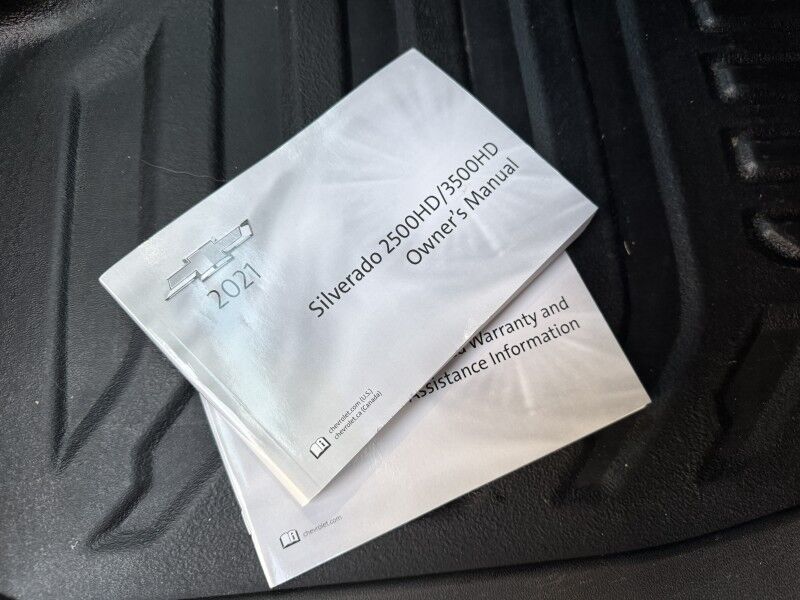 2021
Silverado 2500HD/3500HD
Owner's Manual
chevrolet.com (U.S.)
chevrolet.ca (Canada)
Warranty and
Assistance Information
chevrolet.com